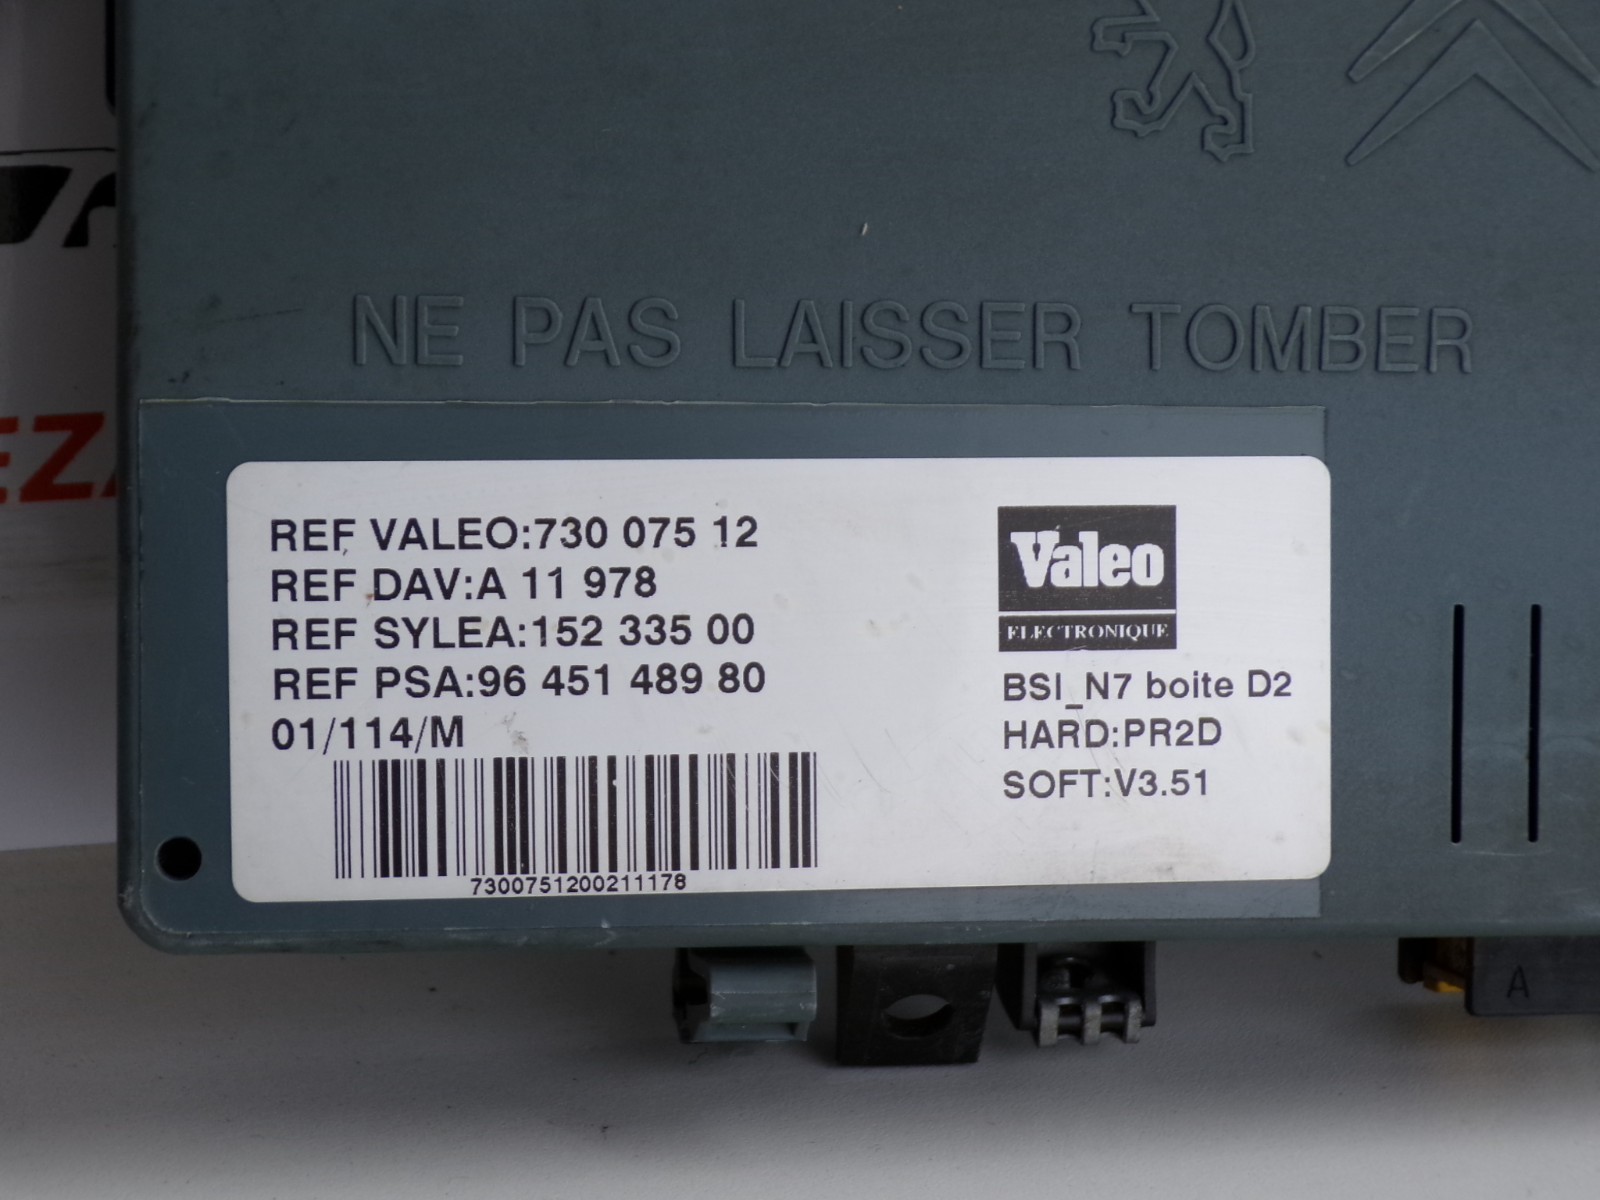 NE PAS LAISSER TOMBER
REF VALEO:730 075 12
REF DAV:A 11 978
REF SYLEA:152 335 00
REF PSA:96 451 489 80
01/114/M
7300751200211178
Valeo
ELECTRONIQUE
BSI_N7 boite D2
HARD:PR2D
SOFT:V3.51
A